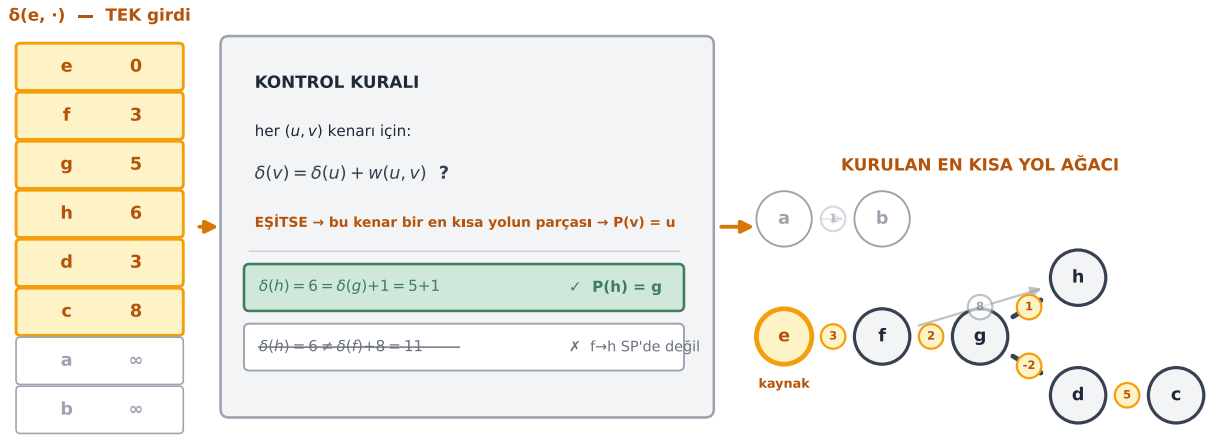 δ(e, ·) — TEK girdi
e 0
f 3
g 5
h 6
d 3
c 8
a ∞
b ∞
KONTROL KURALI
her (u, v) kenarı için:
δ(v) = δ(u) + w(u, v) ?
EŞİTSE → bu kenar bir en kısa yolun parçası → P(v) = u
δ(h) = 6 = δ(g)+1 = 5+1 ✓ P(h) = g
δ(h) = 6 ≠ δ(f)+8 = 11 ✗ f→h SP'de değil
KURULAN EN KISA YOL AĞACI
a 1 b
h
8 1
e 3 f 2 g
-2
kaynak
d 5 c